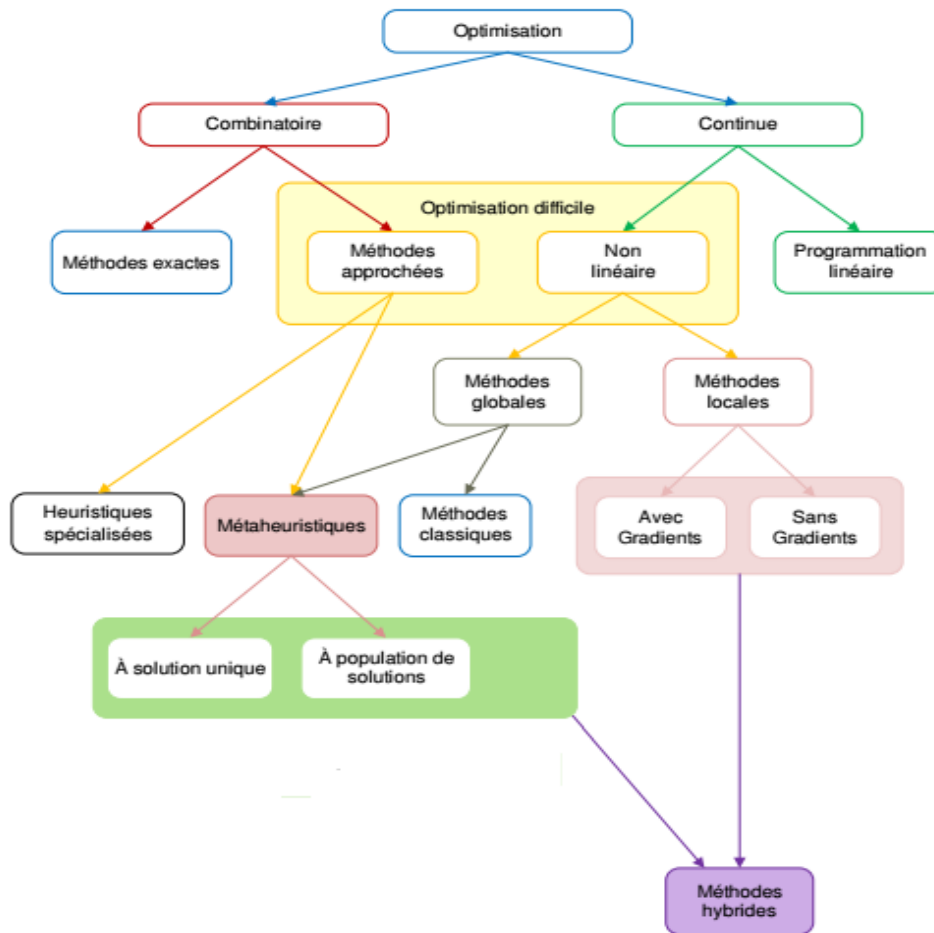 Optimisation
Combinatoire
Continue
Optimisation difficile
Méthodes exactes
Méthodes
approchées
Non
linéaire
Programmation
linéaire
Méthodes
globales
Méthodes
locales
Heuristiques
spécialisées
Métaheuristiques
Méthodes
classiques
Avec
Gradients
Sans
Gradients
À solution unique
À population de
solutions
Méthodes
hybrides